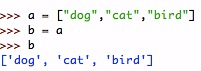 >>> a = ["dog","cat","bird"]
>>> b = a
>>> b
['dog', 'cat', 'bird']